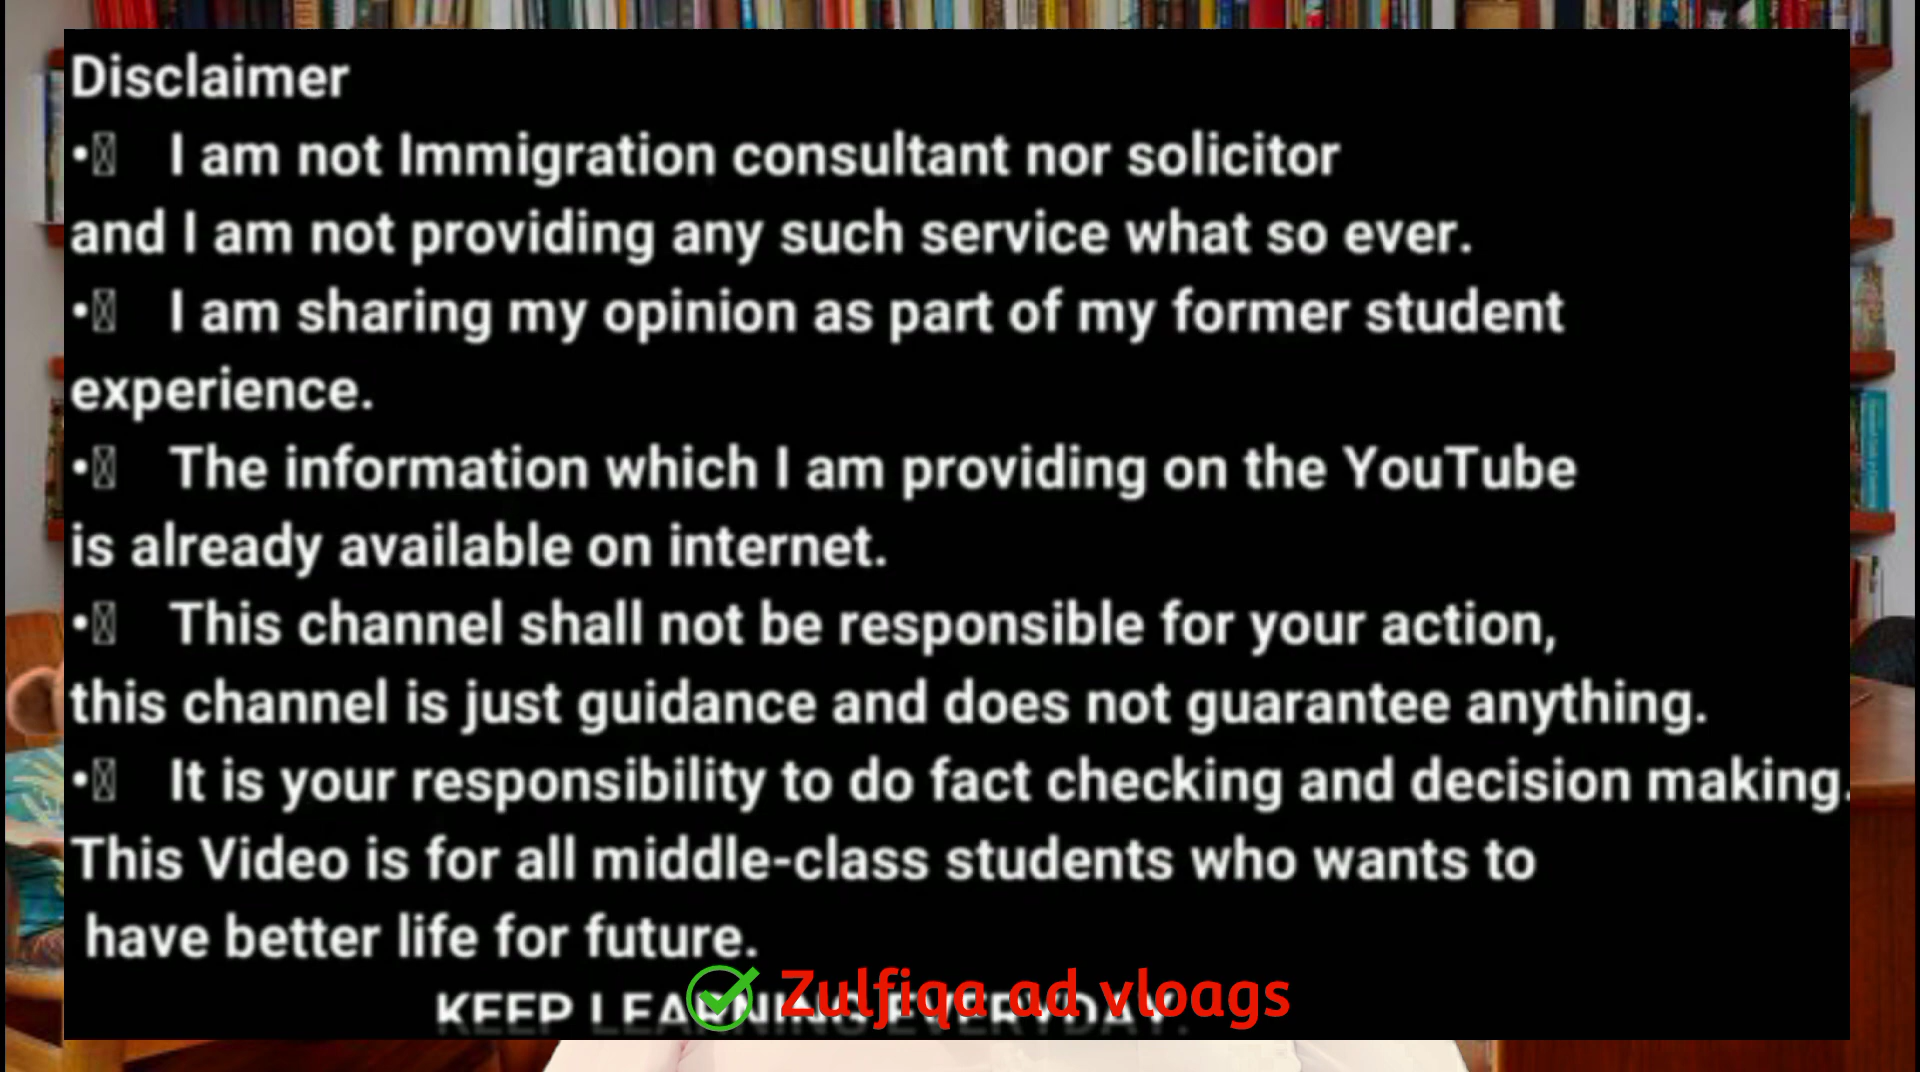 Disclaimer
• I am not Immigration consultant nor solicitor
and I am not providing any such service what so ever.
• I am sharing my opinion as part of my former student
experience.
• The information which I am providing on the YouTube
is already available on internet.
• This channel shall not be responsible for your action,
this channel is just guidance and does not guarantee anything.
• It is your responsibility to do fact checking and decision making.
This Video is for all middle-class students who wants to
have better life for future.
KEEP LEARNING EVERYDAY.
Zulfiqa ad vloags